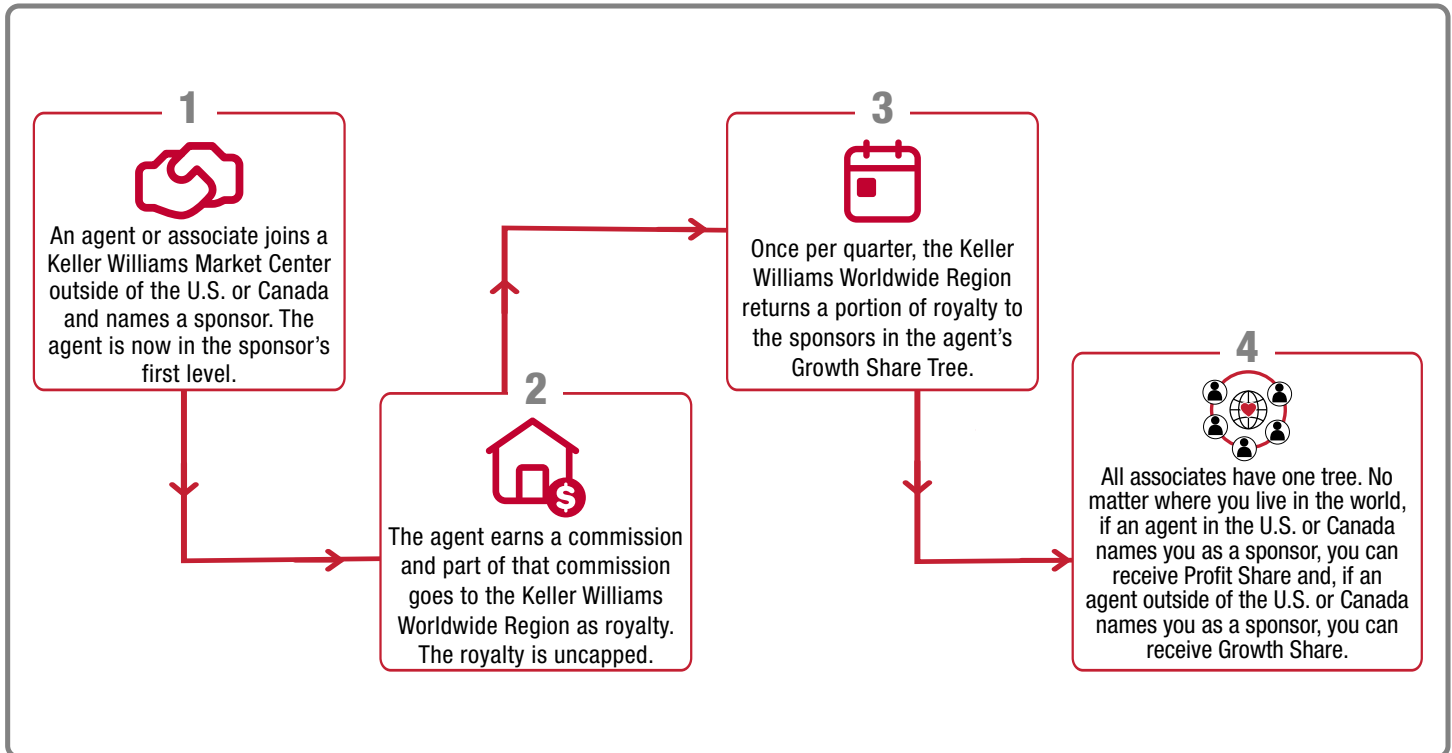 1
An agent or associate joins a
Keller Williams Market Center
outside of the U.S. or Canada
and names a sponsor. The
agent is now in the sponsor's
first level.
2
$
The agent earns a commission
and part of that commission
goes to the Keller Williams
Worldwide Region as royalty.
The royalty is uncapped.
3
Once per quarter, the Keller
Williams Worldwide Region
returns a portion of royalty to
the sponsors in the agent's
Growth Share Tree.
4
All associates have one tree. No
matter where you live in the world,
if an agent in the U.S. or Canada
names you as a sponsor, you can
receive Profit Share and, if an
agent outside of the U.S. or Canada
names you as a sponsor, you can
receive Growth Share.